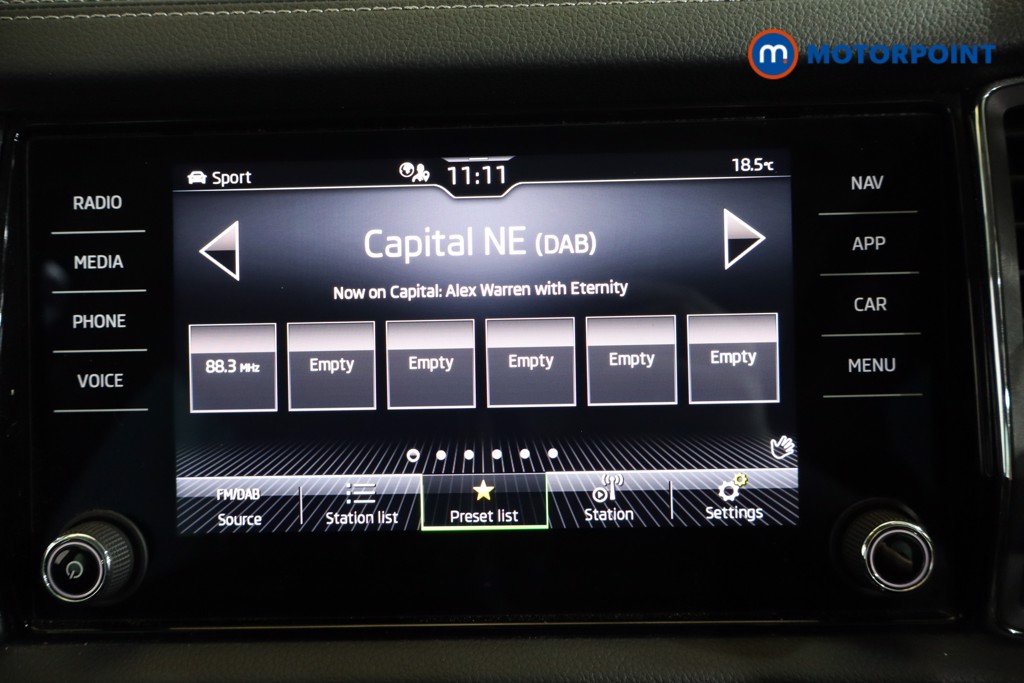 m.
MOTORPOINT
RADIO
MEDIA
PHONE
VOICE
Sport
11:11
18.5°C
Capital NE (DAB)
Now on Capital: Alex Warren with Eternity
88.3 MHz
Empty
Empty
Empty
Empty
Empty
FM/DAB
Source
Station list
Preset list
Station
Settings
NAV
APP
CAR
MENU